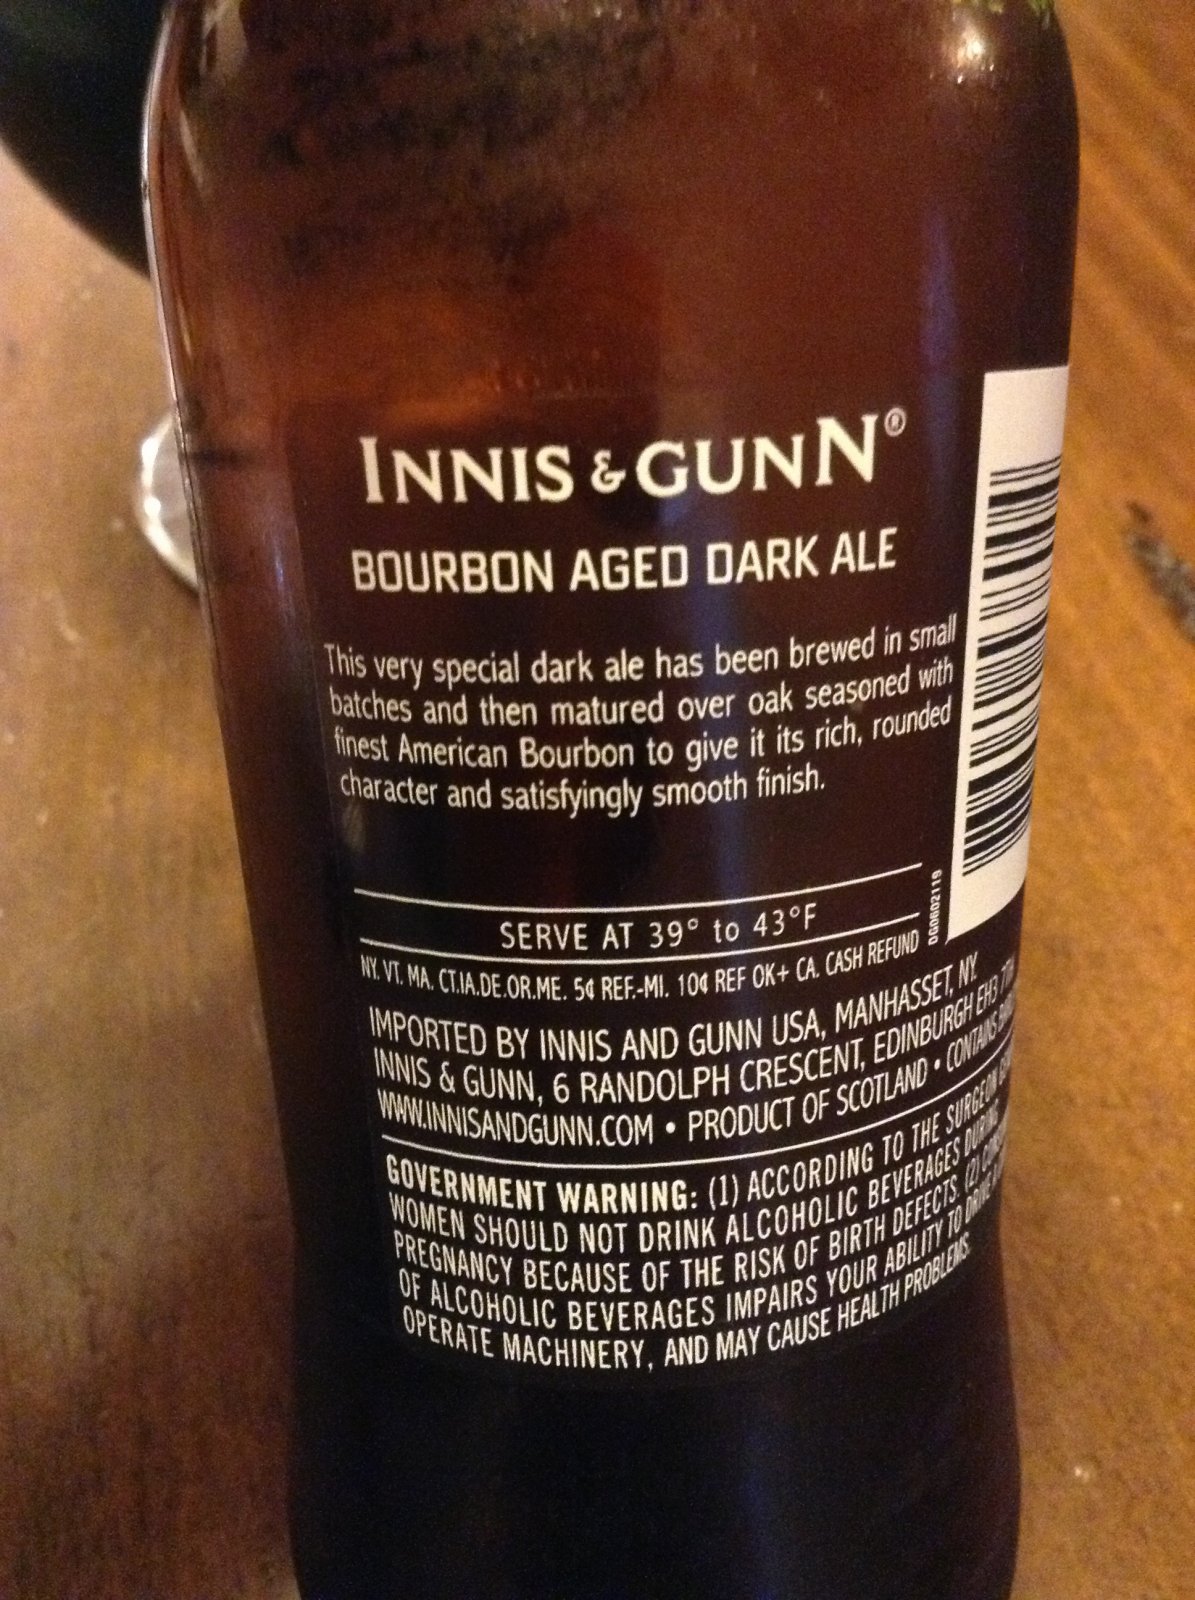 INNIS & GUNN®
BOURBON AGED DARK ALE
This very special dark ale has been brewed in small
batches and then matured over oak seasoned with
finest American Bourbon to give it its rich, rounded
character and satisfyingly smooth finish.
DG0602119
SERVE AT 39° to 43°F
NY. VT. MA. CT.IA.DE.OR.ME. 5¢ REF.-MI. 10¢ REF OK+ CA. CASH REFUND
IMPORTED BY INNIS AND GUNN USA, MANHASSET, NY.
INNIS & GUNN, 6 RANDOLPH CRESCENT, EDINBURGH EH3
WWW.INNISANDGUNN.COM • PRODUCT OF SCOTLAND • CONTAINS
GOVERNMENT WARNING: (1) ACCORDING TO THE SURGEON
WOMEN SHOULD NOT DRINK ALCOHOLIC BEVERAGES DURING
PREGNANCY BECAUSE OF THE RISK OF BIRTH DEFECTS. (2)
OF ALCOHOLIC BEVERAGES IMPAIRS YOUR ABILITY TO DRIVE
OPERATE MACHINERY, AND MAY CAUSE HEALTH PROBLEMS.